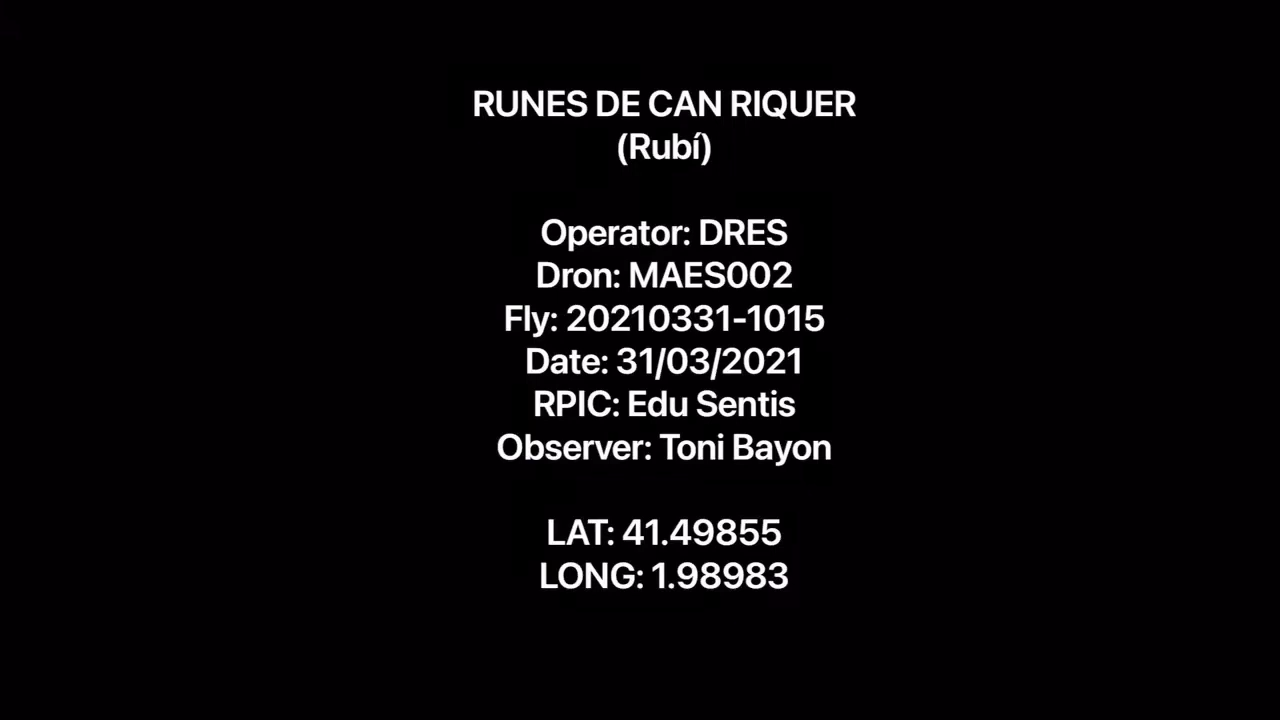 RUNES DE CAN RIQUER
(Rubí)
Operator: DRES
Dron: MAES002
Fly: 20210331-1015
Date: 31/03/2021
RPIC: Edu Sentis
Observer: Toni Bayon
LAT: 41.49855
LONG: 1.98983